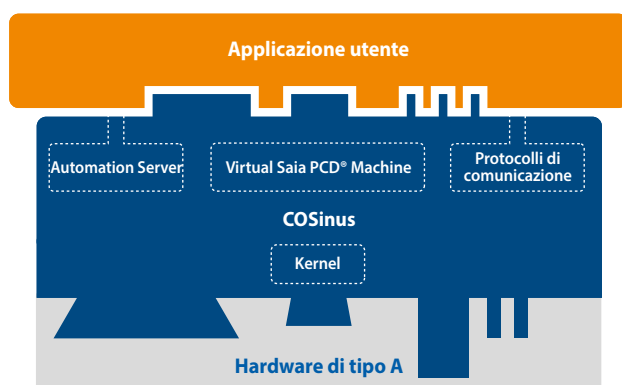 Applicazione utente
Automation Server
Virtual Saia PCD® Machine
Protocolli di
comunicazione
COSinus
Kernel
Hardware di tipo A